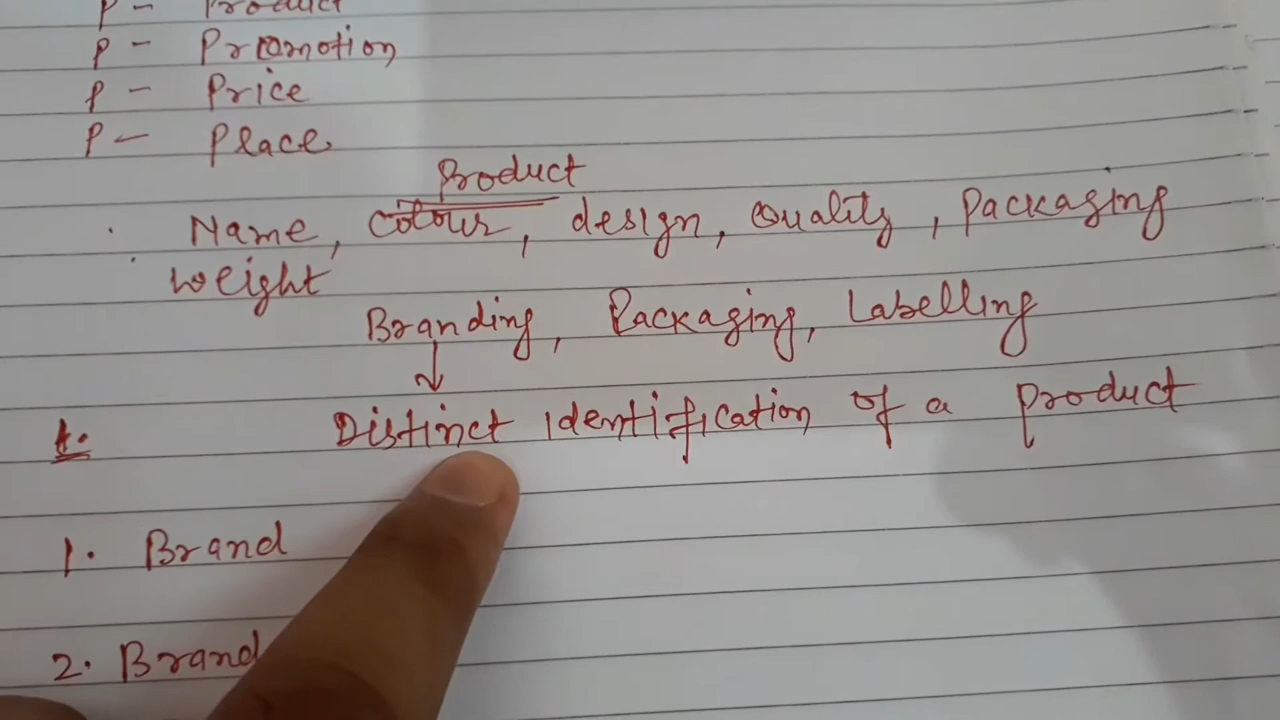 P - Product
P - Promotion
P - Price
P - Place
Product
Name, colour, design, Quality, Packaging
weight
Branding, Packaging, Labelling
↓
Distinct identification of a product
1. Brand
2. Brand